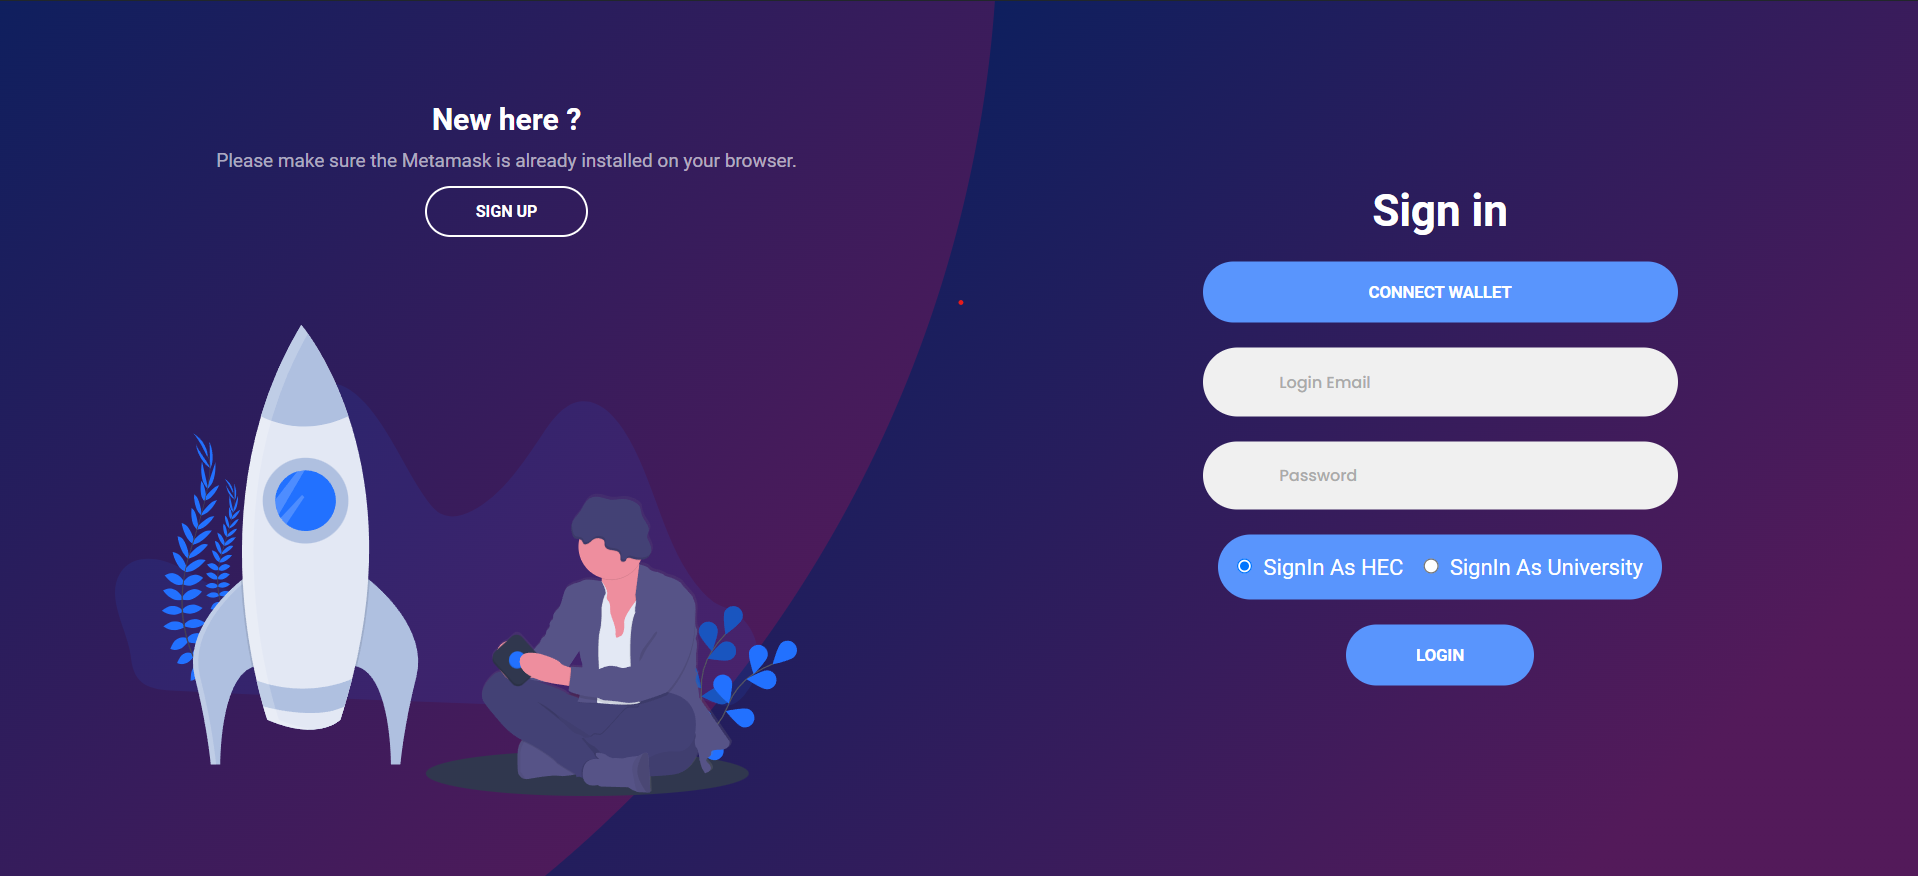 New here ?
Please make sure the Metamask is already installed on your browser.
SIGN UP
Sign in
CONNECT WALLET
Login Email
Password
SignIn As HEC SignIn As University
LOGIN